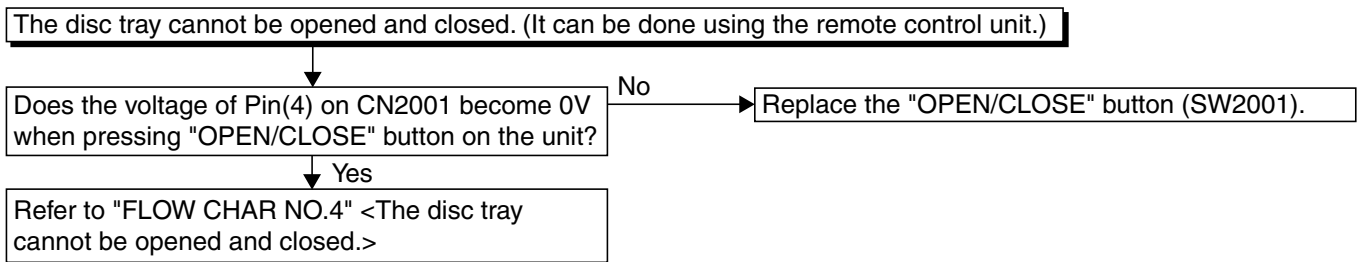 The disc tray cannot be opened and closed. (It can be done using the remote control unit.)
Does the voltage of Pin(4) on CN2001 become 0V
when pressing "OPEN/CLOSE" button on the unit?
No
Replace the "OPEN/CLOSE" button (SW2001).
Yes
Refer to "FLOW CHAR NO.4" <The disc tray
cannot be opened and closed.>